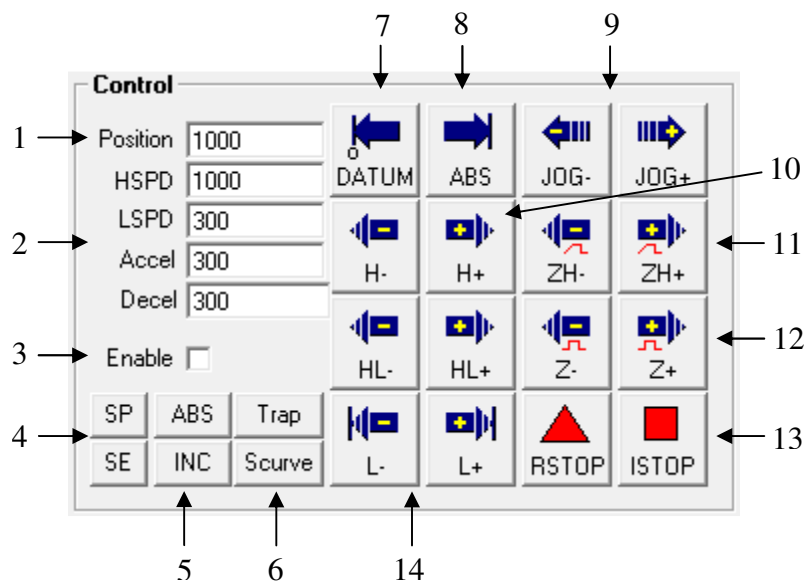 7 8 9
Control
1 Position 1000
HSPD 1000
2 LSPD 300
Accel 300
Decel 300
3 Enable
4 SP ABS Trap
SE INC Scurve
O
DATUM ABS JOG- JOG+
10
H- H+ ZH- ZH+ 11
HL- HL+ Z- Z+ 12
L- L+ RSTOP ISTOP 13
5 6 14